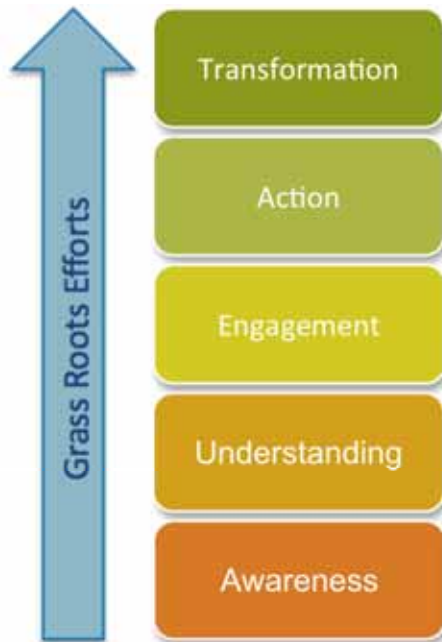 Transformation
Action
Engagement
Understanding
Awareness
Grass Roots Efforts